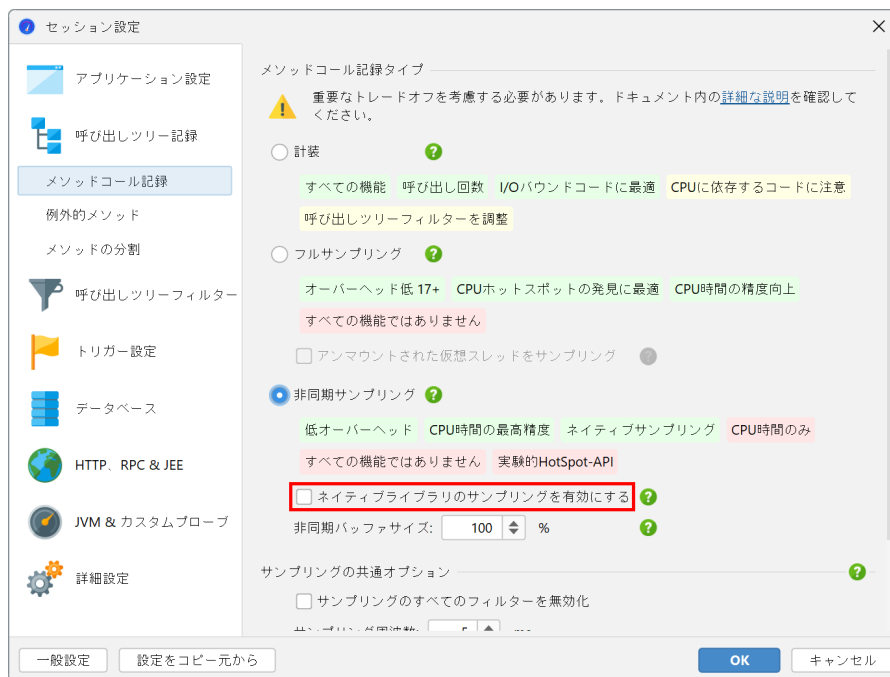 セッション設定
アプリケーション設定
呼び出しツリー記録
メソッドコール記録
例外的メソッド
メソッドの分割
呼び出しツリーフィルター
トリガー設定
データベース
HTTP、RPC & JEE
JVM & カスタムプローブ
詳細設定
メソッドコール記録タイプ
重要なトレードオフを考慮する必要があります。ドキュメント内の詳細な説明を確認して
ください。
計装
すべての機能 呼び出し回数 I/Oバウンドコードに最適 CPUに依存するコードに注意
呼び出しツリーフィルターを調整
フルサンプリング
オーバーヘッド低 17+ CPUホットスポットの発見に最適 CPU時間の精度向上
すべての機能ではありません
アンマウントされた仮想スレッドをサンプリング
非同期サンプリング
低オーバーヘッド CPU時間の最高精度 ネイティブサンプリング CPU時間のみ
すべての機能ではありません 実験的HotSpot-API
ネイティブライブラリのサンプリングを有効にする
非同期バッファサイズ: 100 %
サンプリングの共通オプション
サンプリングのすべてのフィルターを無効化
一般設定 設定をコピー元から OK キャンセル